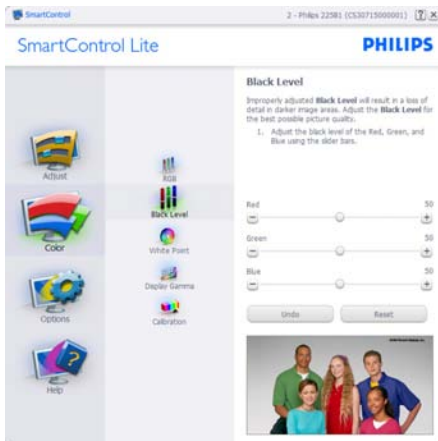 SmartControl
2 - Philips 225B1 (CS30715000001)
SmartControl Lite
PHILIPS
Adjust
Color
Options
Help
RGB
Black Level
White Point
Display Gamma
Calibration
Black Level
Improperly adjusted Black Level will result in a loss of
detail in darker image areas. Adjust the Black Level for
the best possible picture quality.
1. Adjust the black level of the Red, Green, and
Blue using the slider bars.
Red 50
Green 50
Blue 50
Undo Reset